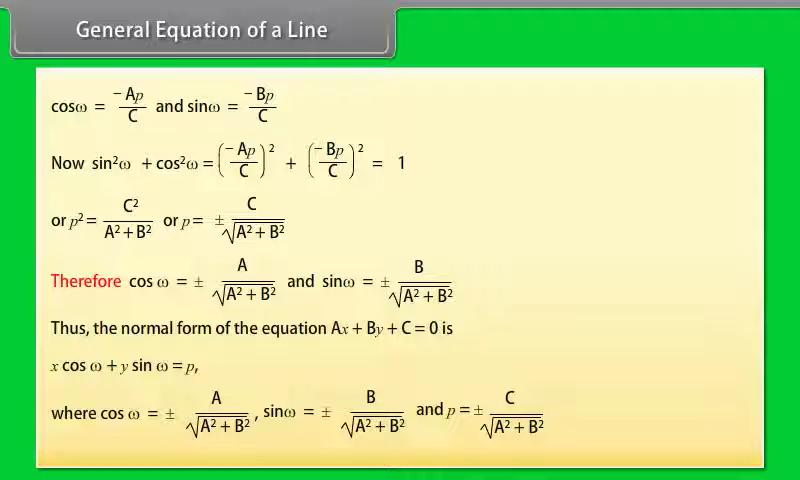 General Equation of a Line
cosω = −Ap/C and sinω = −Bp/C
Now sin²ω + cos²ω = (−Ap/C)² + (−Bp/C)² = 1
or p² = C²/A² + B² or p = ± C/√A² + B²
Therefore cos ω = ± A/√A² + B² and sinω = ± B/√A² + B²
Thus, the normal form of the equation Ax + By + C = 0 is
x cos ω + y sin ω = p,
where cos ω = ± A/√A² + B² , sinω = ± B/√A² + B² and p = ± C/√A² + B²